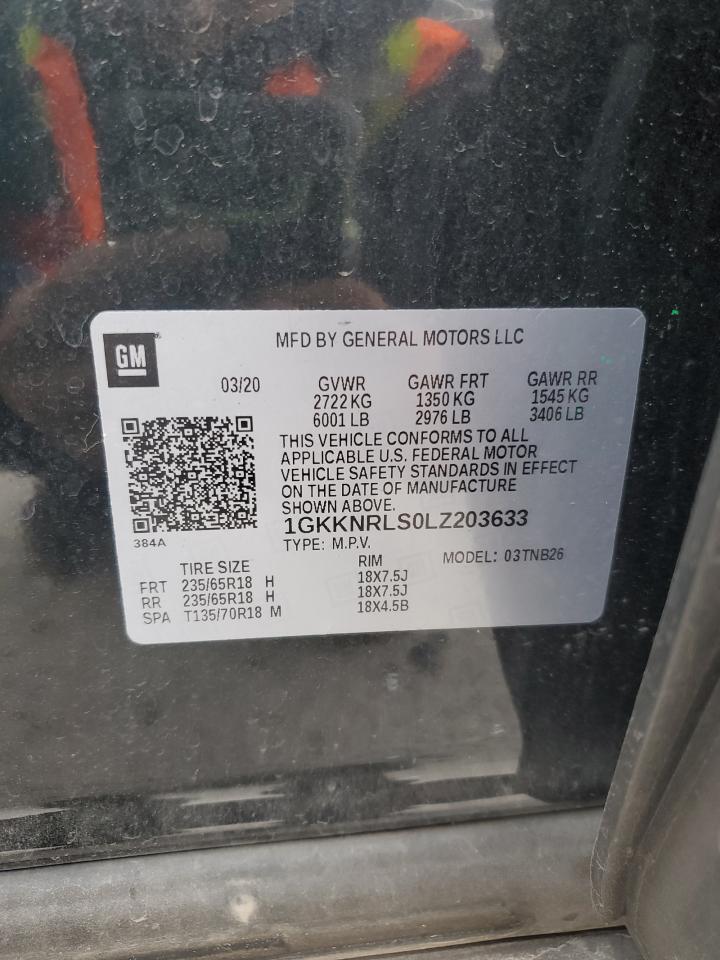 GM
MFD BY GENERAL MOTORS LLC
03/20 GVWR GAWR FRT GAWR RR
2722 KG 1350 KG 1545 KG
6001 LB 2976 LB 3406 LB
THIS VEHICLE CONFORMS TO ALL
APPLICABLE U.S. FEDERAL MOTOR
VEHICLE SAFETY STANDARDS IN EFFECT
ON THE DATE OF MANUFACTURE
SHOWN ABOVE.
1GKKNRLS0LZ203633
384A TYPE: M.P.V. MODEL: 03TNB26
TIRE SIZE RIM
FRT 235/65R18 H 18X7.5J
RR 235/65R18 H 18X7.5J
SPA T135/70R18 M 18X4.5B